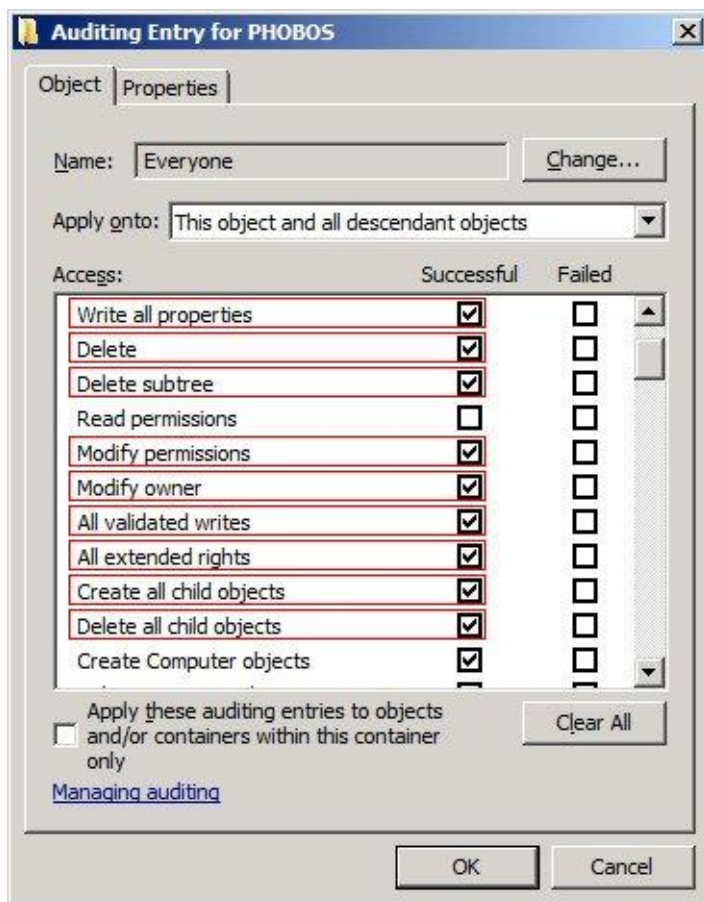 Auditing Entry for PHOBOS
Object Properties
Name: Everyone Change...
Apply onto: This object and all descendant objects
Access: Successful Failed
Write all properties
Delete
Delete subtree
Read permissions
Modify permissions
Modify owner
All validated writes
All extended rights
Create all child objects
Delete all child objects
Create Computer objects
Apply these auditing entries to objects
and/or containers within this container
only
Clear All
Managing auditing
OK Cancel